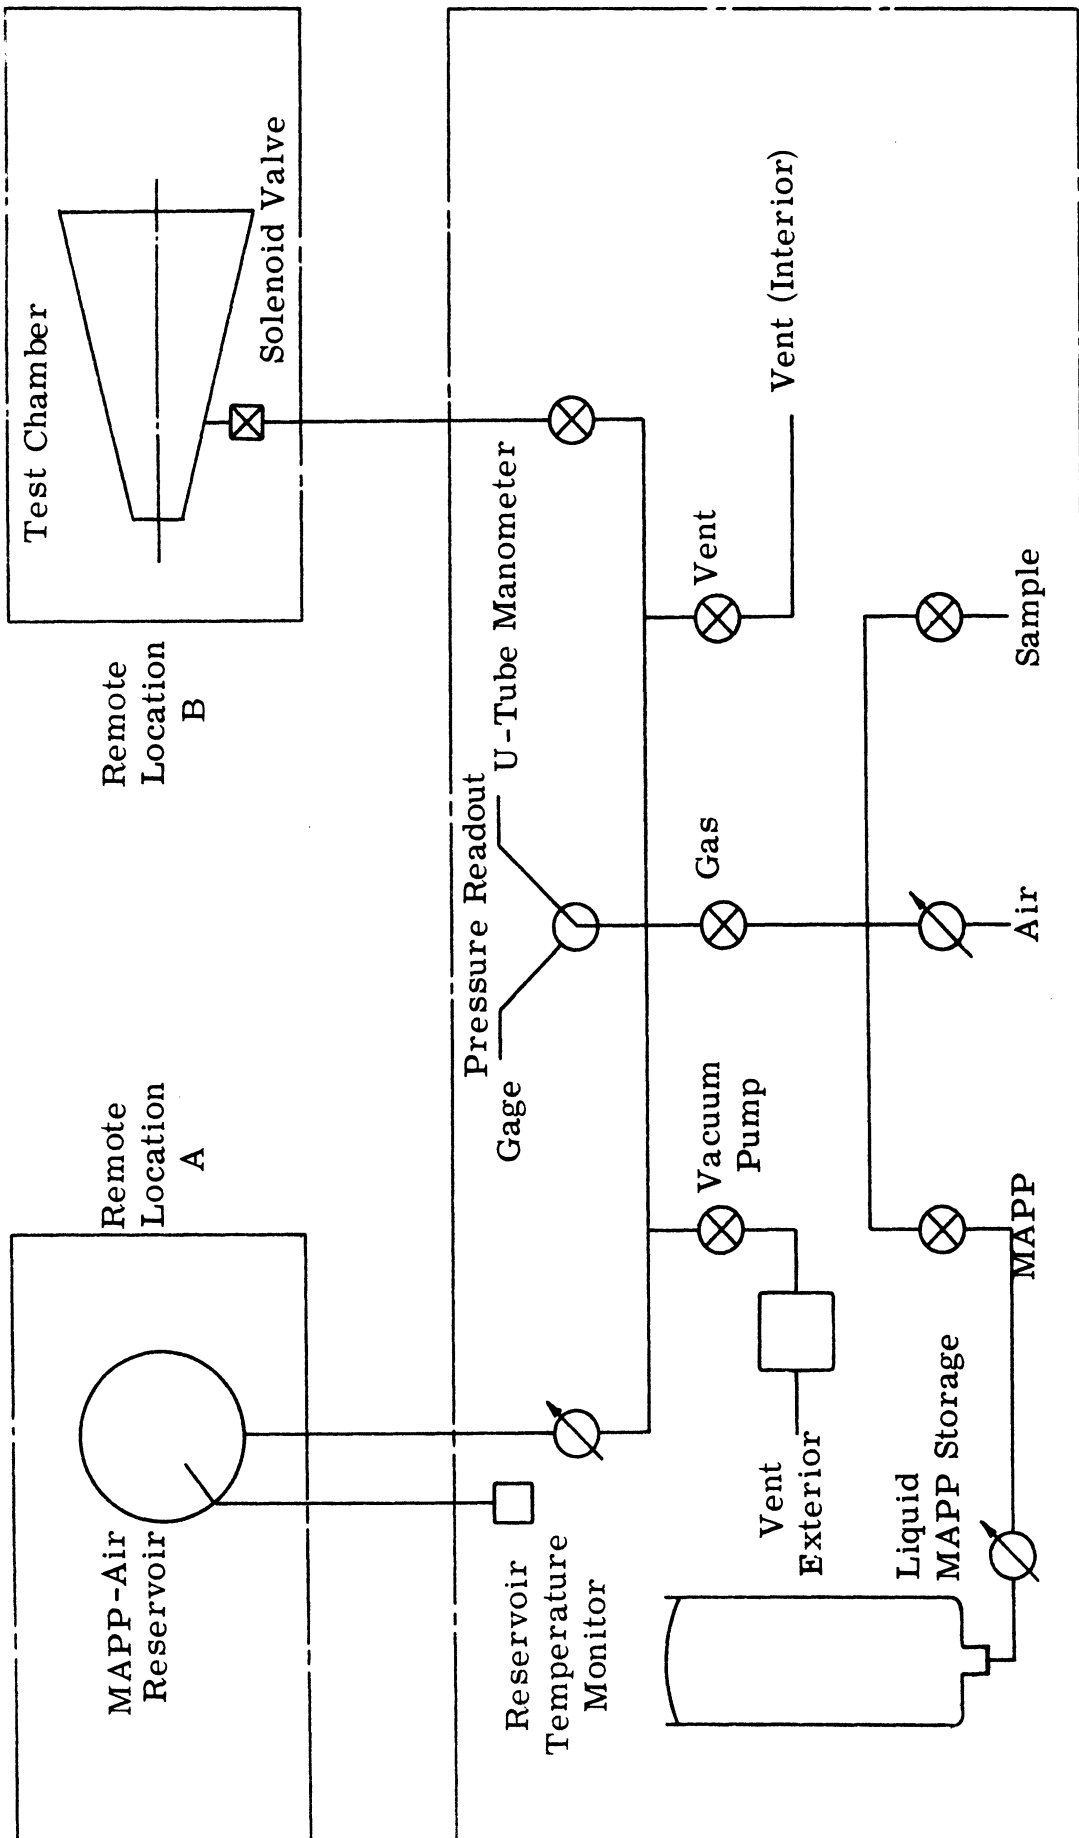 MAPP-Air
Reservoir
Remote
Location
A
Remote
Location
B
Test Chamber
Solenoid Valve
Reservoir
Temperature
Monitor
Pressure Readout
Gage
U-Tube Manometer
Vacuum
Pump
Gas
Vent
Vent (Interior)
Vent
Exterior
Liquid
MAPP Storage
MAPP
Air
Sample